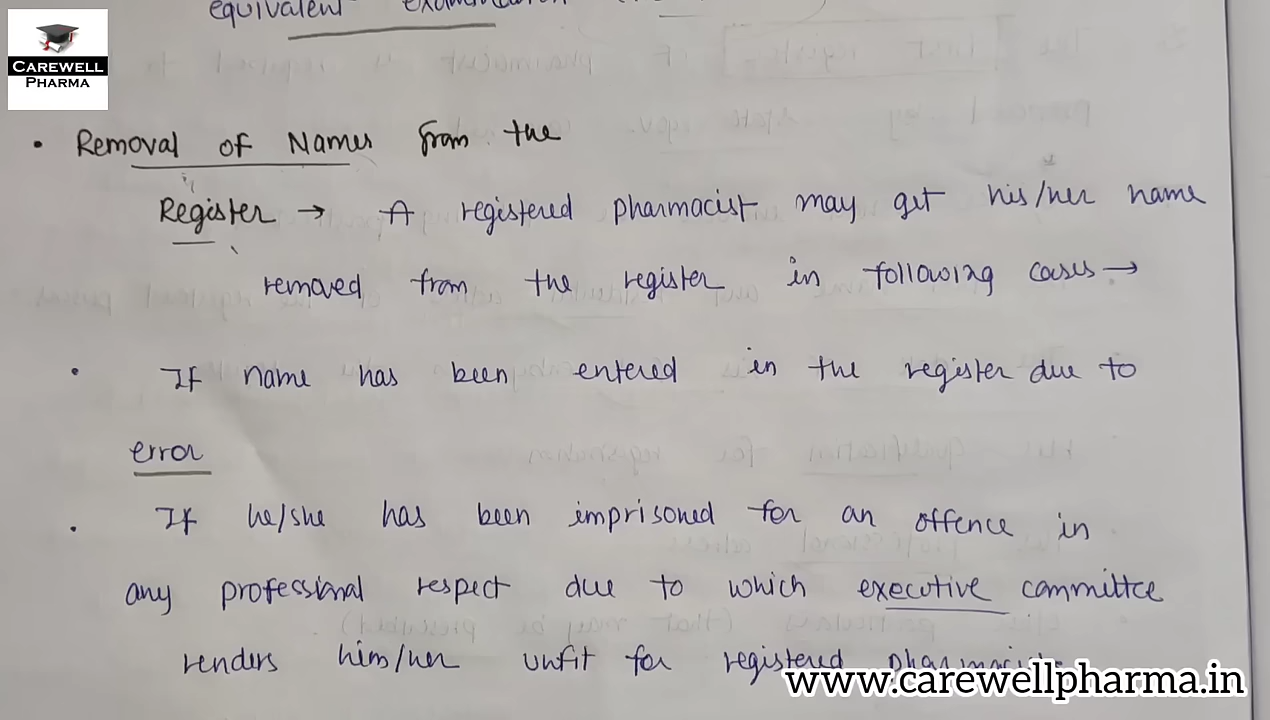 equivalent examination
CAREWELL
PHARMA
• Removal of Names from the
Register → A registered pharmacist may get his/her name
removed from the register in following cases →
• If name has been entered in the register due to
error
• If he/she has been imprisoned for an offence in
any professional respect due to which executive committee
renders him/her unfit for registered pharmacist
www.carewellpharma.in